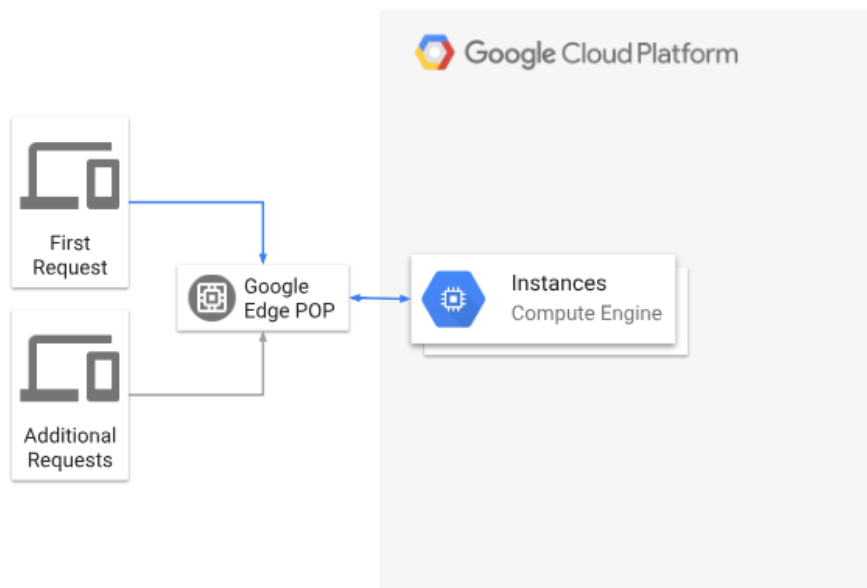 Google Cloud Platform
First
Request
Google
Edge POP
Instances
Compute Engine
Additional
Requests